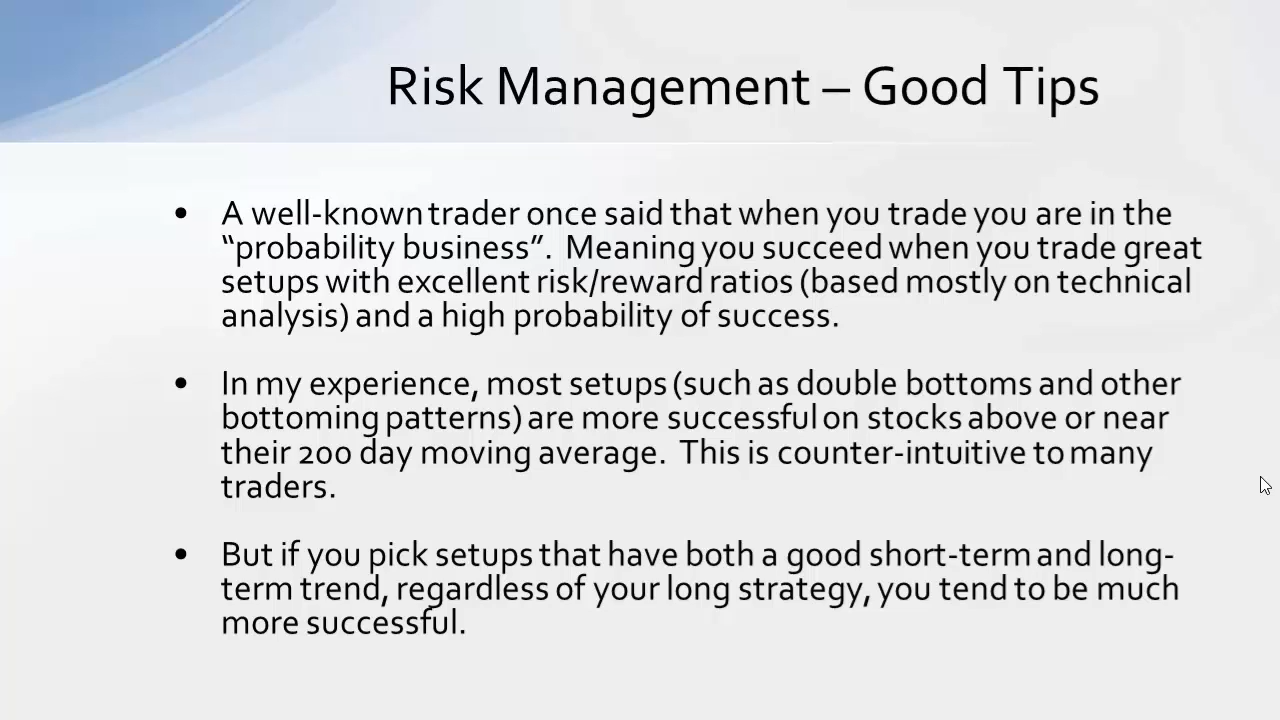 Risk Management – Good Tips
• A well-known trader once said that when you trade you are in the
“probability business”.  Meaning you succeed when you trade great
setups with excellent risk/reward ratios (based mostly on technical
analysis) and a high probability of success.
• In my experience, most setups (such as double bottoms and other
bottoming patterns) are more successful on stocks above or near
their 200 day moving average.  This is counter-intuitive to many
traders.
• But if you pick setups that have both a good short-term and long-
term trend, regardless of your long strategy, you tend to be much
more successful.